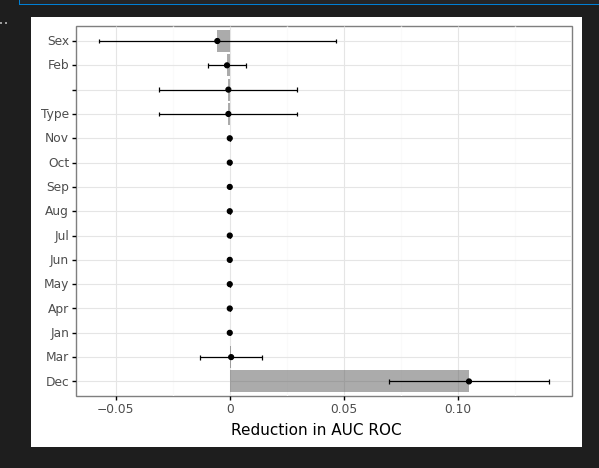 Sex
Feb
Type
Nov
Oct
Sep
Aug
Jul
Jun
May
Apr
Jan
Mar
Dec
−0.05 0 0.05 0.10
Reduction in AUC ROC